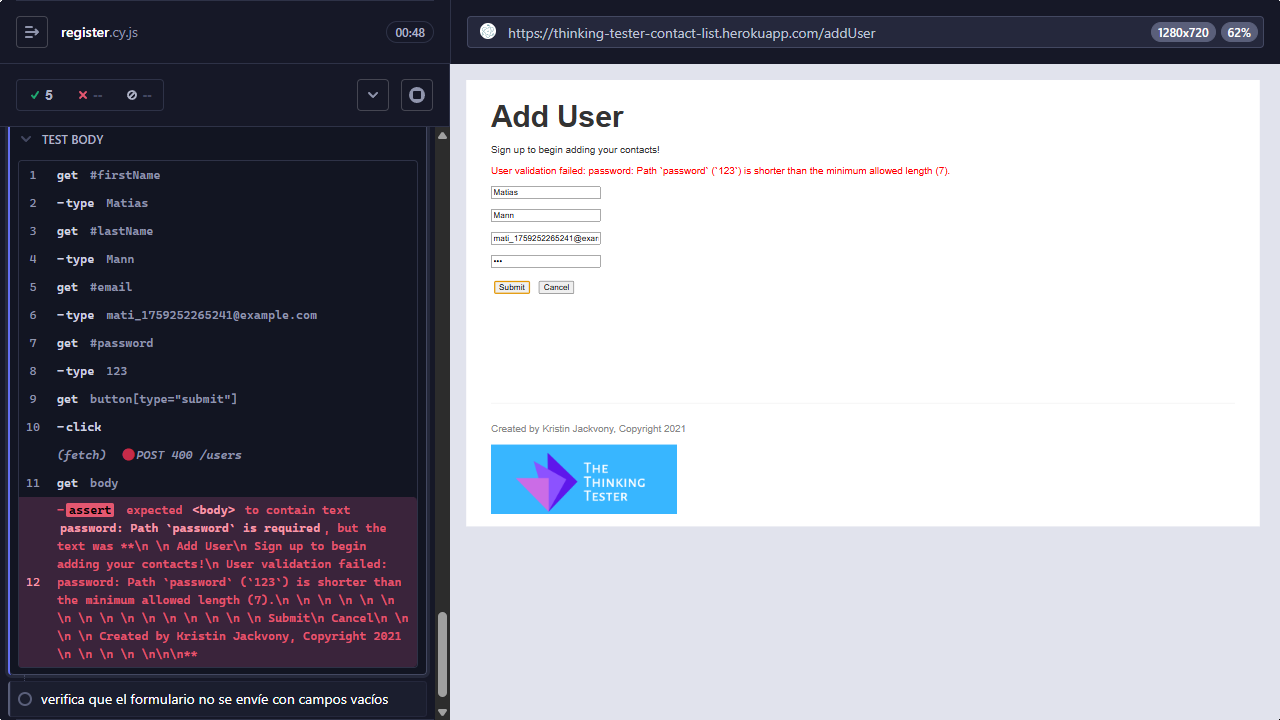 register.cy.js
00:48
5 -- --
TEST BODY
1 get #firstName
2 -type Matias
3 get #lastName
4 -type Mann
5 get #email
6 -type mati_1759252265241@example.com
7 get #password
8 -type 123
9 get button[type="submit"]
10 -click
(fetch) POST 400 /users
11 get body
-assert expected <body> to contain text
password: Path `password` is required, but the
text was **\n \n Add User\n Sign up to begin
adding your contacts!\n User validation failed:
12 password: Path `password` (`123`) is shorter than
the minimum allowed length (7).\n \n \n \n \n \n
\n \n \n \n \n \n \n \n \n \n Submit\n Cancel\n \n
\n \n Created by Kristin Jackvony, Copyright 2021
\n \n \n \n \n\n\n**
verifica que el formulario no se envíe con campos vacíos
https://thinking-tester-contact-list.herokuapp.com/addUser
1280x720 62%
Add User
Sign up to begin adding your contacts!
User validation failed: password: Path `password` (`123`) is shorter than the minimum allowed length (7).
Matias
Mann
mati_1759252265241@exam
•••
Submit Cancel
Created by Kristin Jackvony, Copyright 2021
THE
THINKING
TESTER